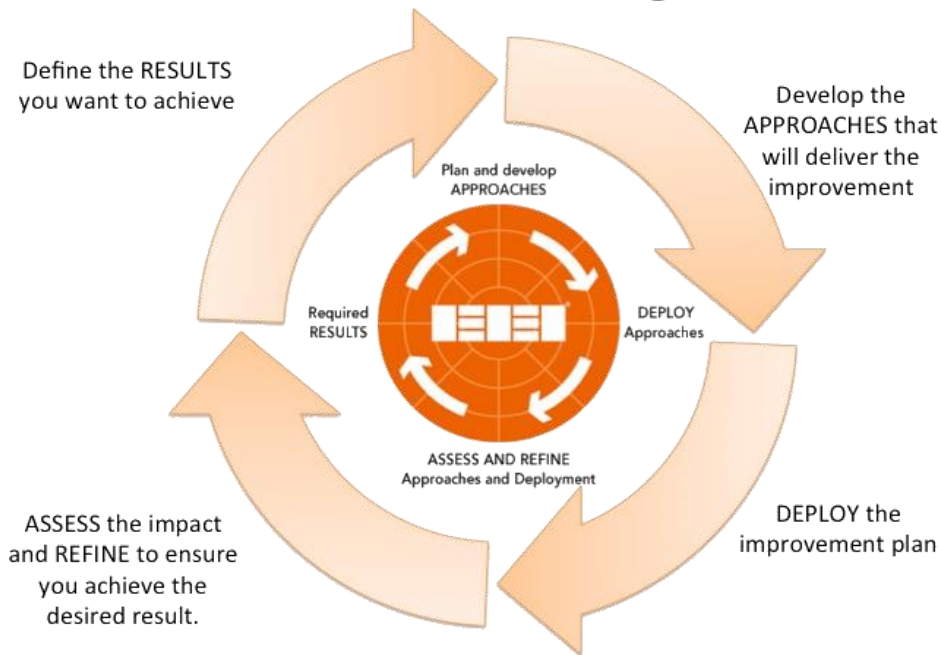 Define the RESULTS
you want to achieve
Develop the
APPROACHES that
will deliver the
improvement
Plan and develop
APPROACHES
Required
RESULTS
DEPLOY
Approaches
ASSESS AND REFINE
Approaches and Deployment
ASSESS the impact
and REFINE to ensure
you achieve the
desired result.
DEPLOY the
improvement plan